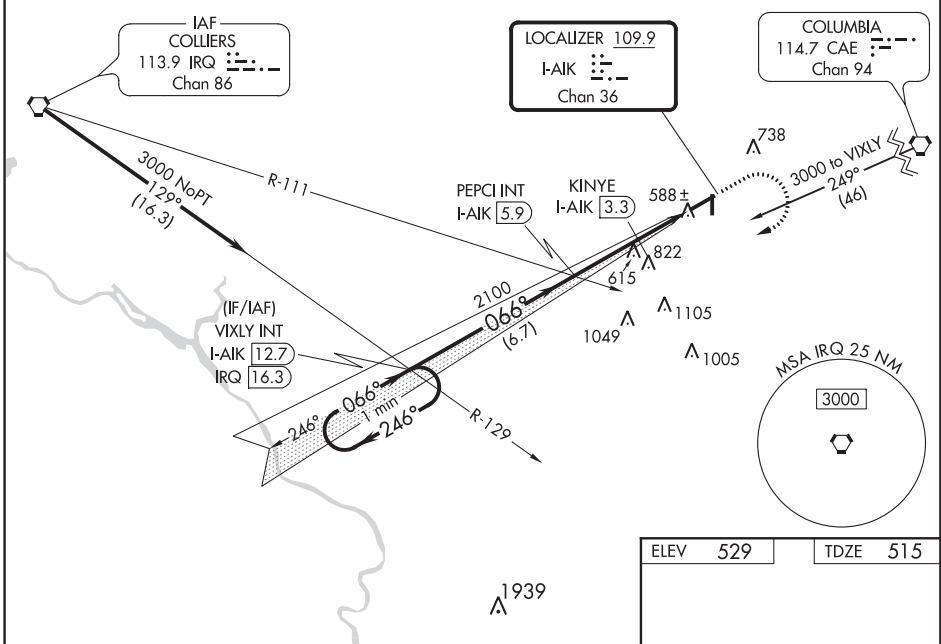 IAF
COLLIERS
113.9 IRQ
Chan 86
LOCALIZER 109.9
I-AIK
Chan 36
COLUMBIA
114.7 CAE
Chan 94
738
3000 to VIXLY
249°
(46)
3000 NoPT
129°
(16.3)
R-111
PEPCI INT
I-AIK 5.9
KINYE
I-AIK 3.3
588±
822
615
2100
066°
(6.7)
1105
1049
1005
(IF/IAF)
VIXLY INT
I-AIK 12.7
IRQ 16.3
246°
066°
1 min
246°
R-129
MSA IRQ 25 NM
3000
ELEV 529
TDZE 515
1939